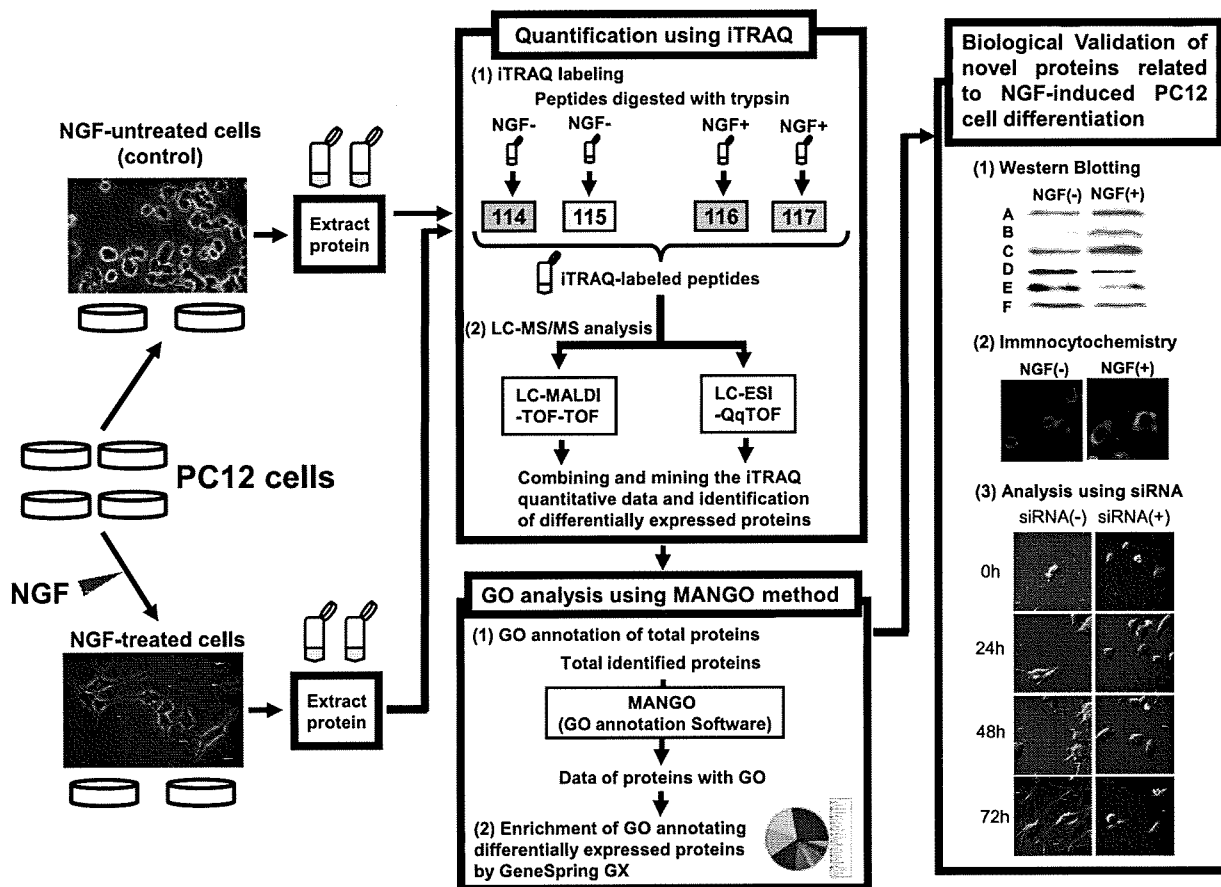 NGF-untreated cells
(control)
Extract
protein
PC12 cells
NGF
NGF-treated cells
Extract
protein
Quantification using iTRAQ
(1) iTRAQ labeling
Peptides digested with trypsin
NGF- NGF- NGF+ NGF+
114 115 116 117
iTRAQ-labeled peptides
(2) LC-MS/MS analysis
LC-MALDI
-TOF-TOF
LC-ESI
-QqTOF
Combining and mining the iTRAQ
quantitative data and identification
of differentially expressed proteins
GO analysis using MANGO method
(1) GO annotation of total proteins
Total identified proteins
MANGO
(GO annotation Software)
Data of proteins with GO
(2) Enrichment of GO annotating
differentially expressed proteins
by GeneSpring GX
Biological Validation of
novel proteins related
to NGF-induced PC12
cell differentiation
(1) Western Blotting
NGF(-) NGF(+)
A
B
C
D
E
F
(2) Immnocytochemistry
NGF(-) NGF(+)
(3) Analysis using siRNA
siRNA(-) siRNA(+)
0h
24h
48h
72h